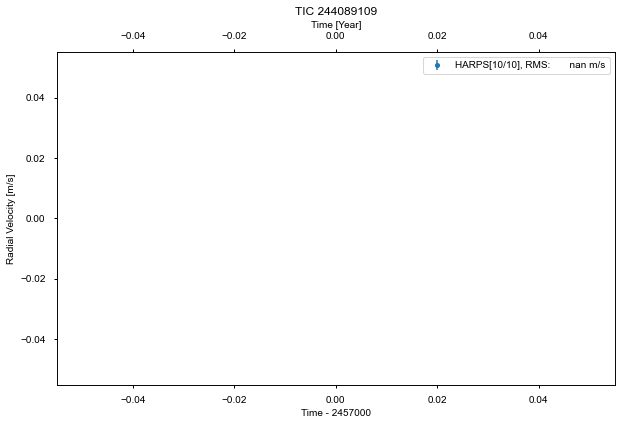 TIC 244089109
Time [Year]
−0.04 −0.02 0.00 0.02 0.04
HARPS[10/10], RMS: nan m/s
0.04
0.02
0.00
−0.02
−0.04
Radial Velocity [m/s]
−0.04 −0.02 0.00 0.02 0.04
Time - 2457000